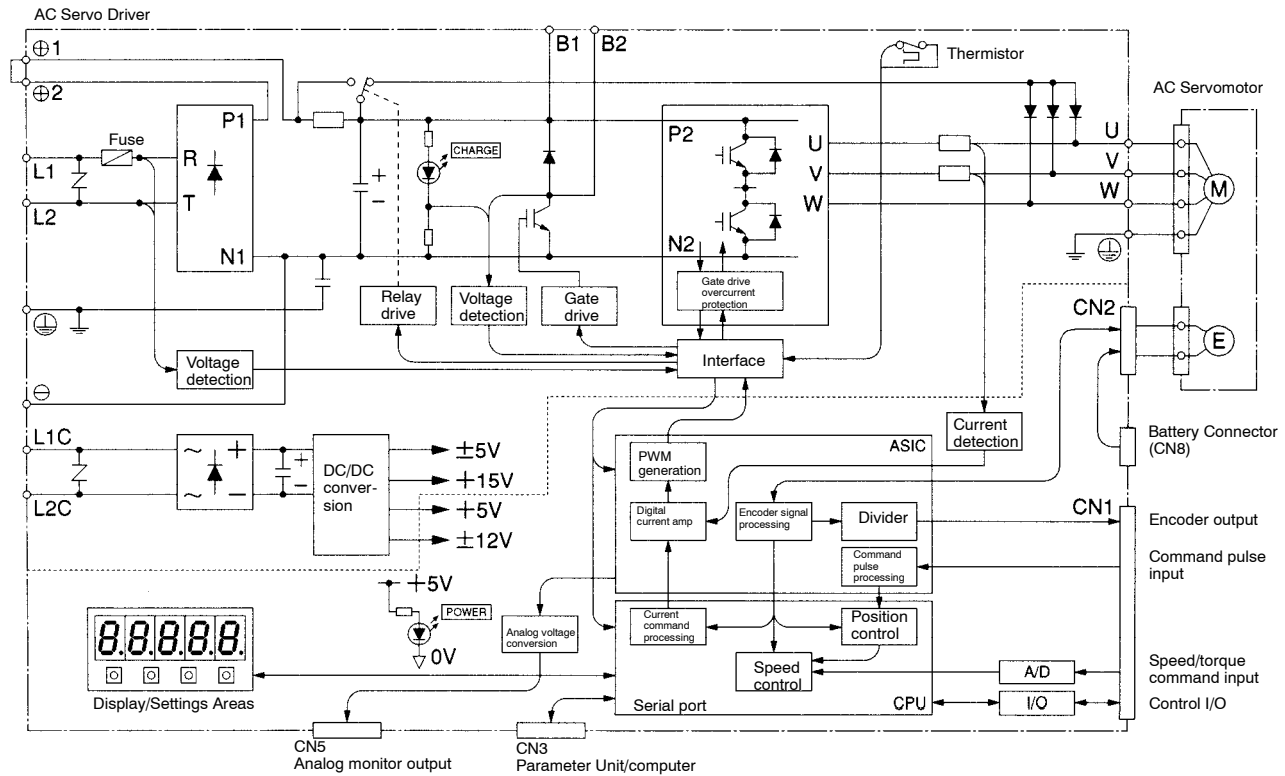 AC Servo Driver
⊕1
⊕2
B1
B2
Thermistor
AC Servomotor
P1
Fuse
R
L1
T
L2
N1
CHARGE
+
−
P2
U
V
W
N2
Gate drive
overcurrent
protection
U
V
W
M
Relay
drive
Voltage
detection
Gate
drive
Interface
CN2
E
Voltage
detection
⊖
L1C
L2C
~
+
~
−
+
−
DC/DC
conver-
sion
±5V
+15V
+5V
±12V
Current
detection
Battery Connector
(CN8)
ASIC
PWM
generation
Digital
current amp
Encoder signal
processing
Divider
Command
pulse
processing
CN1
Encoder output
Command pulse
input
+5V
POWER
0V
8.8.8.8.8.
Display/Settings Areas
Analog voltage
conversion
Current
command
processing
Position
control
Speed
control
Serial port
CPU
A/D
I/O
Speed/torque
command input
Control I/O
CN5
Analog monitor output
CN3
Parameter Unit/computer